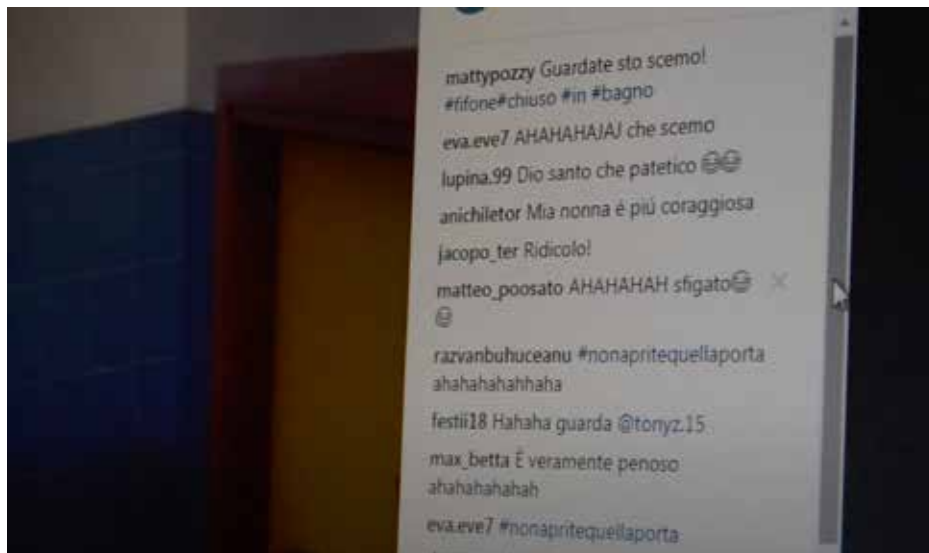 mattypozzy Guardate sto scemo!
#fifone#chiuso #in #bagno
eva.eve7 AHAHAHAJAJ che scemo
lupina.99 Dio santo che patetico 😂😂
anichiletor Mia nonna è piú coraggiosa
jacopo_ter Ridicolo!
matteo_poosato AHAHAHAH sfigato😂
😂
razvanbuhuceanu #nonapritequellaporta
ahahahahahhaha
festii18 Hahaha guarda @tonyz.15
max_betta È veramente penoso
ahahahahahah
eva.eve7 #nonapritequellaporta